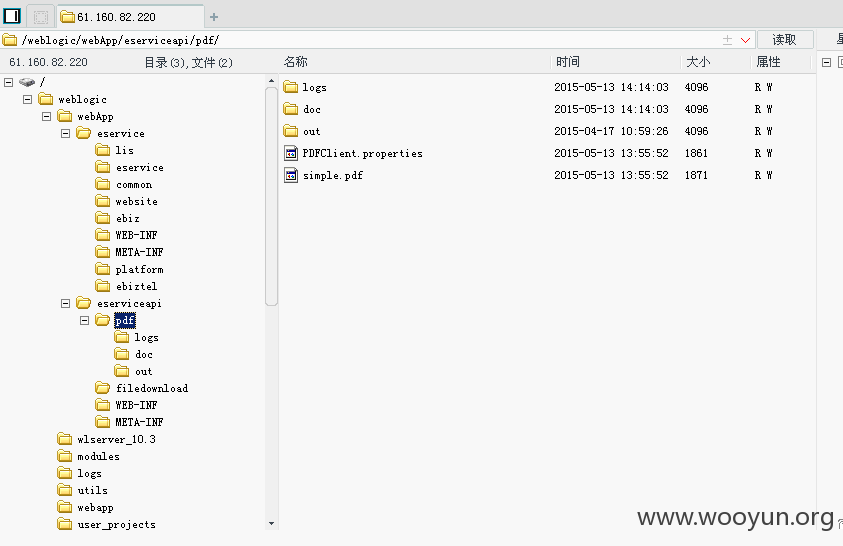 61.160.82.220
/weblogic/webApp/eserviceapi/pdf/ 读取
61.160.82.220 目录(3),文件(2) 名称 时间 大小 属性
/
weblogic
webApp
eservice
lis
eservice
common
website
ebiz
WEB-INF
META-INF
platform
ebiztel
eserviceapi
pdf
logs
doc
out
filedownload
WEB-INF
META-INF
wlserver_10.3
modules
logs
utils
webapp
user_projects
logs 2015-05-13 14:14:03 4096 R W
doc 2015-05-13 14:14:03 4096 R W
out 2015-04-17 10:59:26 4096 R W
PDFClient.properties 2015-05-13 13:55:52 1861 R W
simple.pdf 2015-05-13 13:55:52 1871 R W
www.wooyun.org